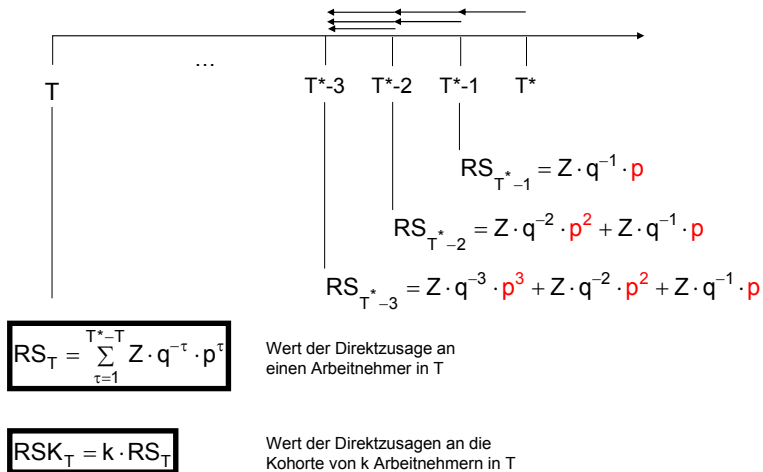 …
T T*-3 T*-2 T*-1 T*
RS_{T*-1} = Z · q^{-1} · p
RS_{T*-2} = Z · q^{-2} · p^2 + Z · q^{-1} · p
RS_{T*-3} = Z · q^{-3} · p^3 + Z · q^{-2} · p^2 + Z · q^{-1} · p
RS_T = \sum_{τ=1}^{T*-T} Z · q^{-τ} · p^τ
Wert der Direktzusage an
einen Arbeitnehmer in T
RSK_T = k · RS_T
Wert der Direktzusagen an die
Kohorte von k Arbeitnehmern in T